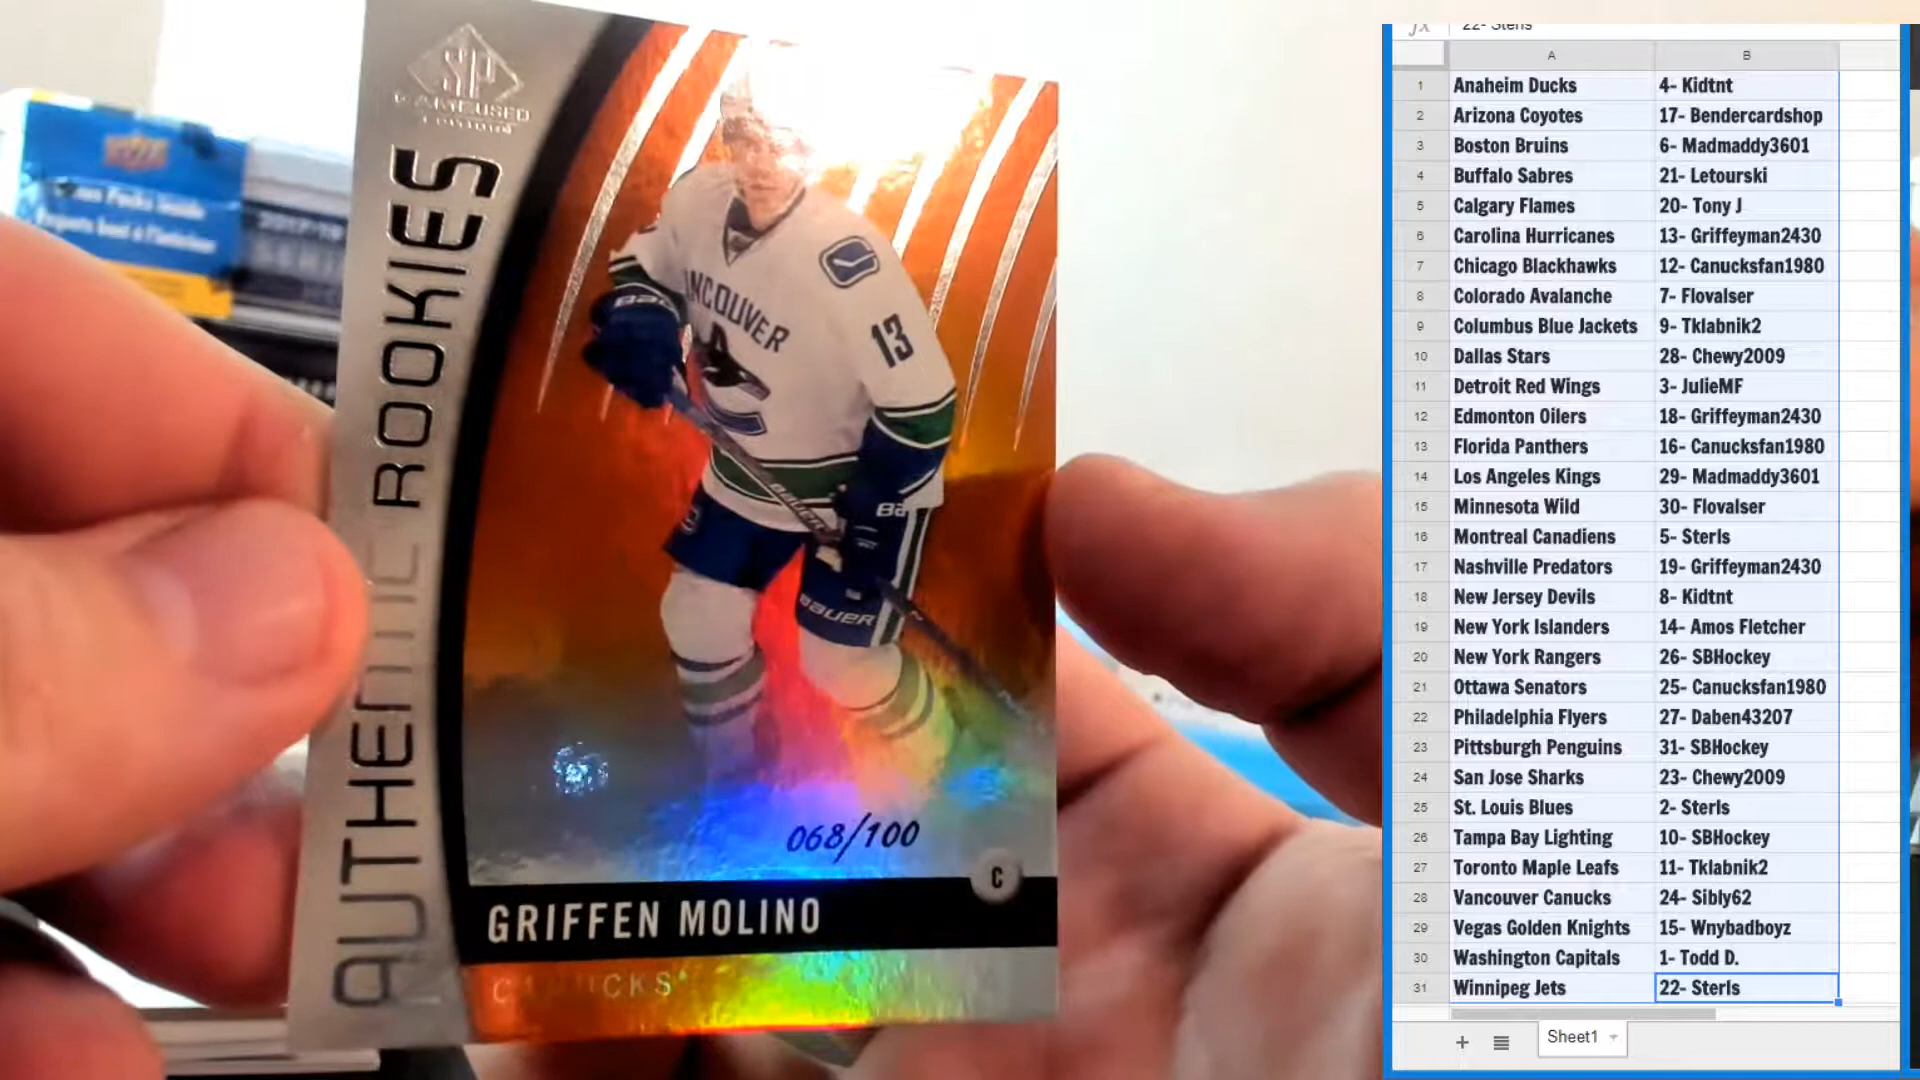 SP
GAMEUSED
EDITION
AUTHENTIC ROOKIES
VANCOUVER
13
BAUER
BAUER
068/100
C
GRIFFEN MOLINO
CANUCKS
22- Sterls
A B
1 Anaheim Ducks 4- Kidtnt
2 Arizona Coyotes 17- Bendercardshop
3 Boston Bruins 6- Madmaddy3601
4 Buffalo Sabres 21- Letourski
5 Calgary Flames 20- Tony J
6 Carolina Hurricanes 13- Griffeyman2430
7 Chicago Blackhawks 12- Canucksfan1980
8 Colorado Avalanche 7- Flovalser
9 Columbus Blue Jackets 9- Tklabnik2
10 Dallas Stars 28- Chewy2009
11 Detroit Red Wings 3- JulieMF
12 Edmonton Oilers 18- Griffeyman2430
13 Florida Panthers 16- Canucksfan1980
14 Los Angeles Kings 29- Madmaddy3601
15 Minnesota Wild 30- Flovalser
16 Montreal Canadiens 5- Sterls
17 Nashville Predators 19- Griffeyman2430
18 New Jersey Devils 8- Kidtnt
19 New York Islanders 14- Amos Fletcher
20 New York Rangers 26- SBHockey
21 Ottawa Senators 25- Canucksfan1980
22 Philadelphia Flyers 27- Daben43207
23 Pittsburgh Penguins 31- SBHockey
24 San Jose Sharks 23- Chewy2009
25 St. Louis Blues 2- Sterls
26 Tampa Bay Lighting 10- SBHockey
27 Toronto Maple Leafs 11- Tklabnik2
28 Vancouver Canucks 24- Sibly62
29 Vegas Golden Knights 15- Wnybadboyz
30 Washington Capitals 1- Todd D.
31 Winnipeg Jets 22- Sterls
Sheet1